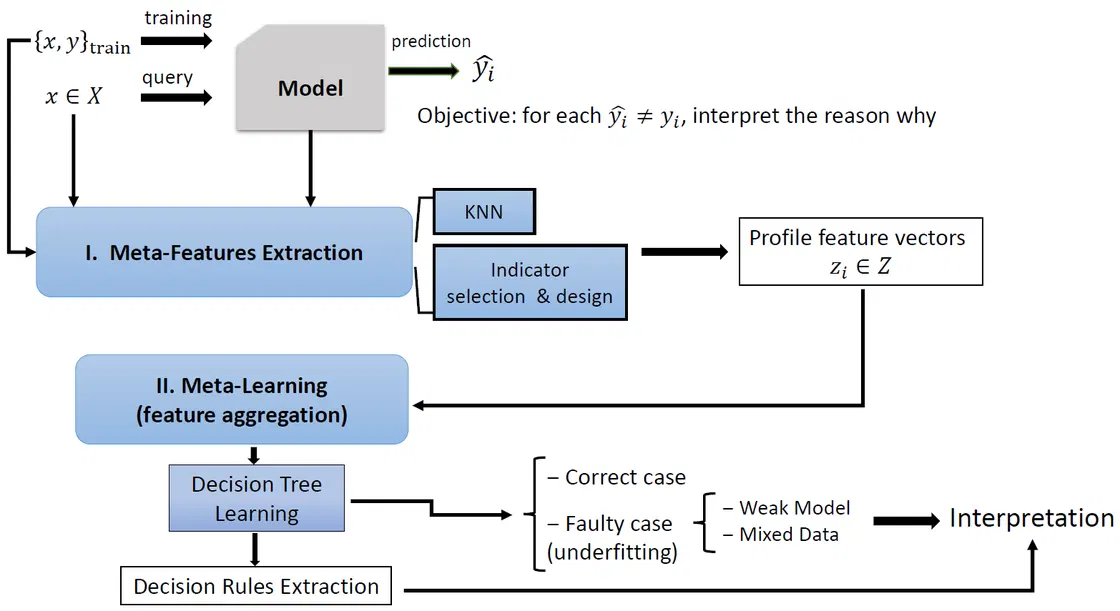 training
{x, y}train
prediction
ŷi
query
x ∈ X
Model
Objective: for each ŷi ≠ yi, interpret the reason why
KNN
I. Meta-Features Extraction
Indicator
selection & design
Profile feature vectors
zi ∈ Z
II. Meta-Learning
(feature aggregation)
Decision Tree
Learning
– Correct case
– Faulty case
(underfitting)
– Weak Model
– Mixed Data
Interpretation
Decision Rules Extraction